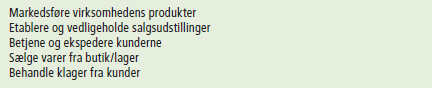 Markedsføre virksomhedens produkter
Etablere og vedligeholde salgsudstillinger
Betjene og ekspedere kunderne
Sælge varer fra butik/lager
Behandle klager fra kunder